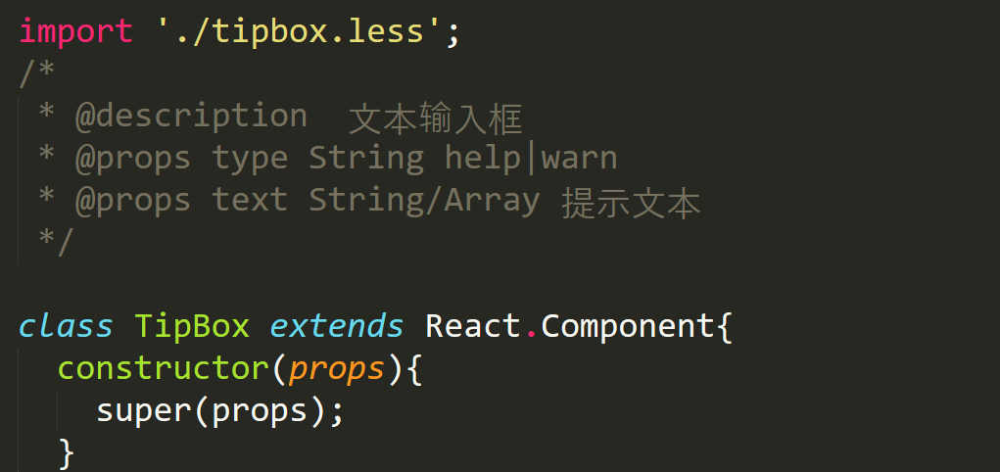 import './tipbox.less';
/*
 * @description  文本输入框
 * @props type String help|warn
 * @props text String/Array 提示文本
 */
class TipBox extends React.Component{
  constructor(props){
    super(props);
  }